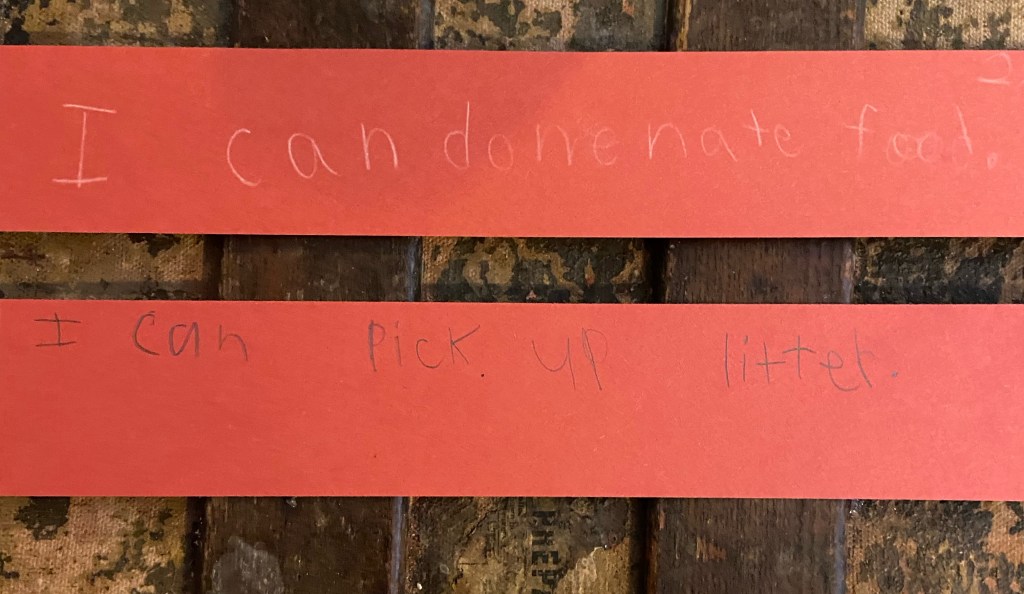 I can donenate food.
I can pick up litter.